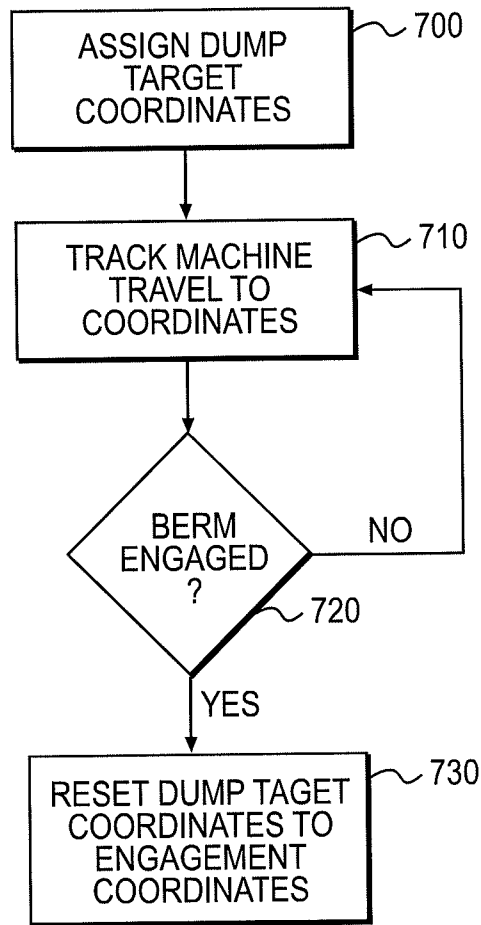 ASSIGN DUMP
TARGET
COORDINATES
700
TRACK MACHINE
TRAVEL TO
COORDINATES
710
BERM
ENGAGED
?
NO
720
YES
RESET DUMP TAGET
COORDINATES TO
ENGAGEMENT
COORDINATES
730